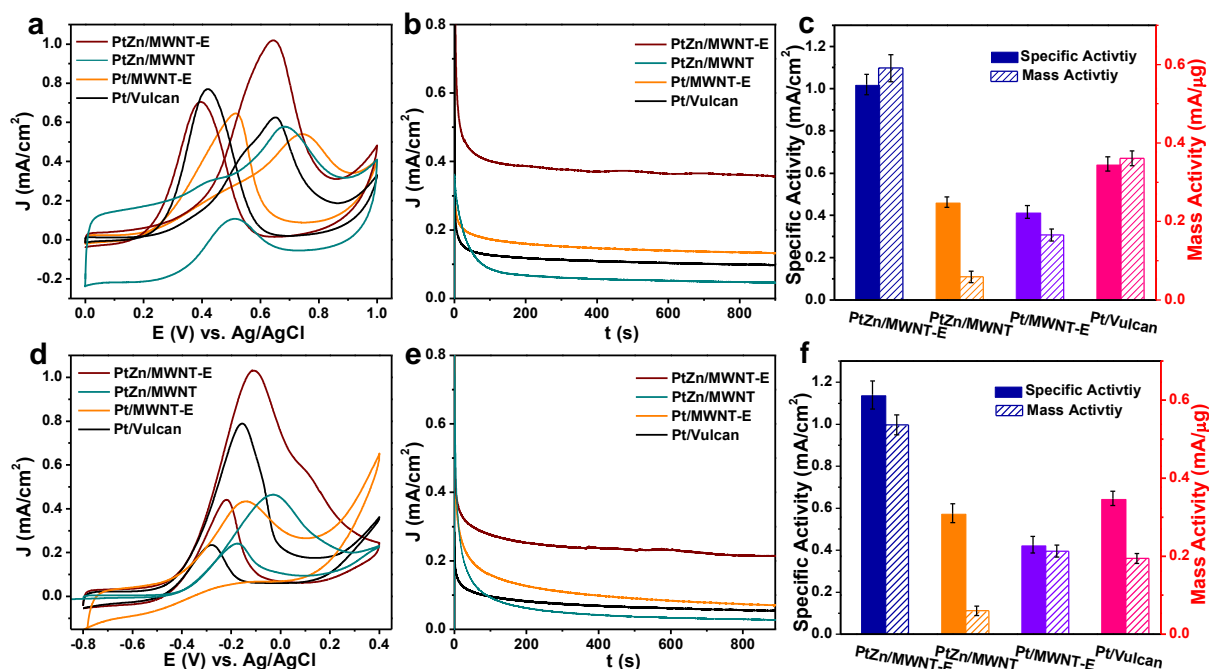 a
PtZn/MWNT-E
PtZn/MWNT
Pt/MWNT-E
Pt/Vulcan
J (mA/cm²)
1.2
1.0
0.8
0.6
0.4
0.2
0.0
-0.2
0.0 0.2 0.4 0.6 0.8 1.0
E (V) vs. Ag/AgCl
b
PtZn/MWNT-E
PtZn/MWNT
Pt/MWNT-E
Pt/Vulcan
J (mA/cm²)
0.8
0.6
0.4
0.2
0.0
0 200 400 600 800
t (s)
c
Specific Activtiy
Mass Activtiy
Specific Activity (mA/cm²)
1.2
1.0
0.8
0.6
0.4
0.2
0.0
Mass Activity (mA/µg)
0.6
0.4
0.2
0.0
PtZn/MWNT-E
PtZn/MWNT
Pt/MWNT-E
Pt/Vulcan
d
PtZn/MWNT-E
PtZn/MWNT
Pt/MWNT-E
Pt/Vulcan
J (mA/cm²)
1.2
1.0
0.8
0.6
0.4
0.2
0.0
-0.8 -0.6 -0.4 -0.2 0.0 0.2 0.4
E (V) vs. Ag/AgCl
e
PtZn/MWNT-E
PtZn/MWNT
Pt/MWNT-E
Pt/Vulcan
J (mA/cm²)
0.8
0.6
0.4
0.2
0.0
0 200 400 600 800
t (s)
f
Specific Activtiy
Mass Activtiy
Specific Activity (mA/cm²)
1.2
1.0
0.8
0.6
0.4
0.2
0.0
Mass Activity (mA/µg)
0.6
0.4
0.2
0.0
PtZn/MWNT-E
PtZn/MWNT
Pt/MWNT-E
Pt/Vulcan